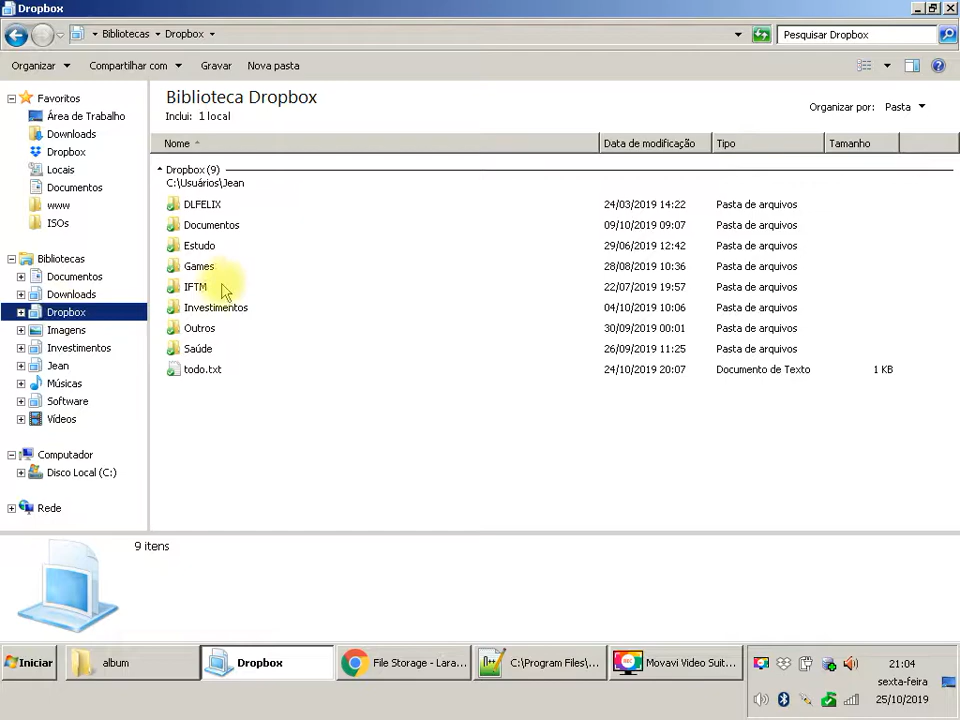 Dropbox
Bibliotecas Dropbox
Pesquisar Dropbox
Organizar Compartilhar com Gravar Nova pasta
Favoritos
Área de Trabalho
Downloads
Dropbox
Locais
Documentos
www
ISOs
Bibliotecas
Documentos
Downloads
Dropbox
Imagens
Investimentos
Jean
Músicas
Software
Vídeos
Computador
Disco Local (C:)
Rede
Biblioteca Dropbox
Inclui: 1 local
Organizar por: Pasta
Nome Data de modificação Tipo Tamanho
Dropbox (9)
C:\Usuários\Jean
DLFELIX 24/03/2019 14:22 Pasta de arquivos
Documentos 09/10/2019 09:07 Pasta de arquivos
Estudo 29/06/2019 12:42 Pasta de arquivos
Games 28/08/2019 10:36 Pasta de arquivos
IFTM 22/07/2019 19:57 Pasta de arquivos
Investimentos 04/10/2019 10:06 Pasta de arquivos
Outros 30/09/2019 00:01 Pasta de arquivos
Saúde 26/09/2019 11:25 Pasta de arquivos
todo.txt 24/10/2019 20:07 Documento de Texto 1 KB
9 itens
Iniciar
album
Dropbox
File Storage - Lara...
C:\Program Files\...
Movavi Video Suit...
21:04
sexta-feira
25/10/2019